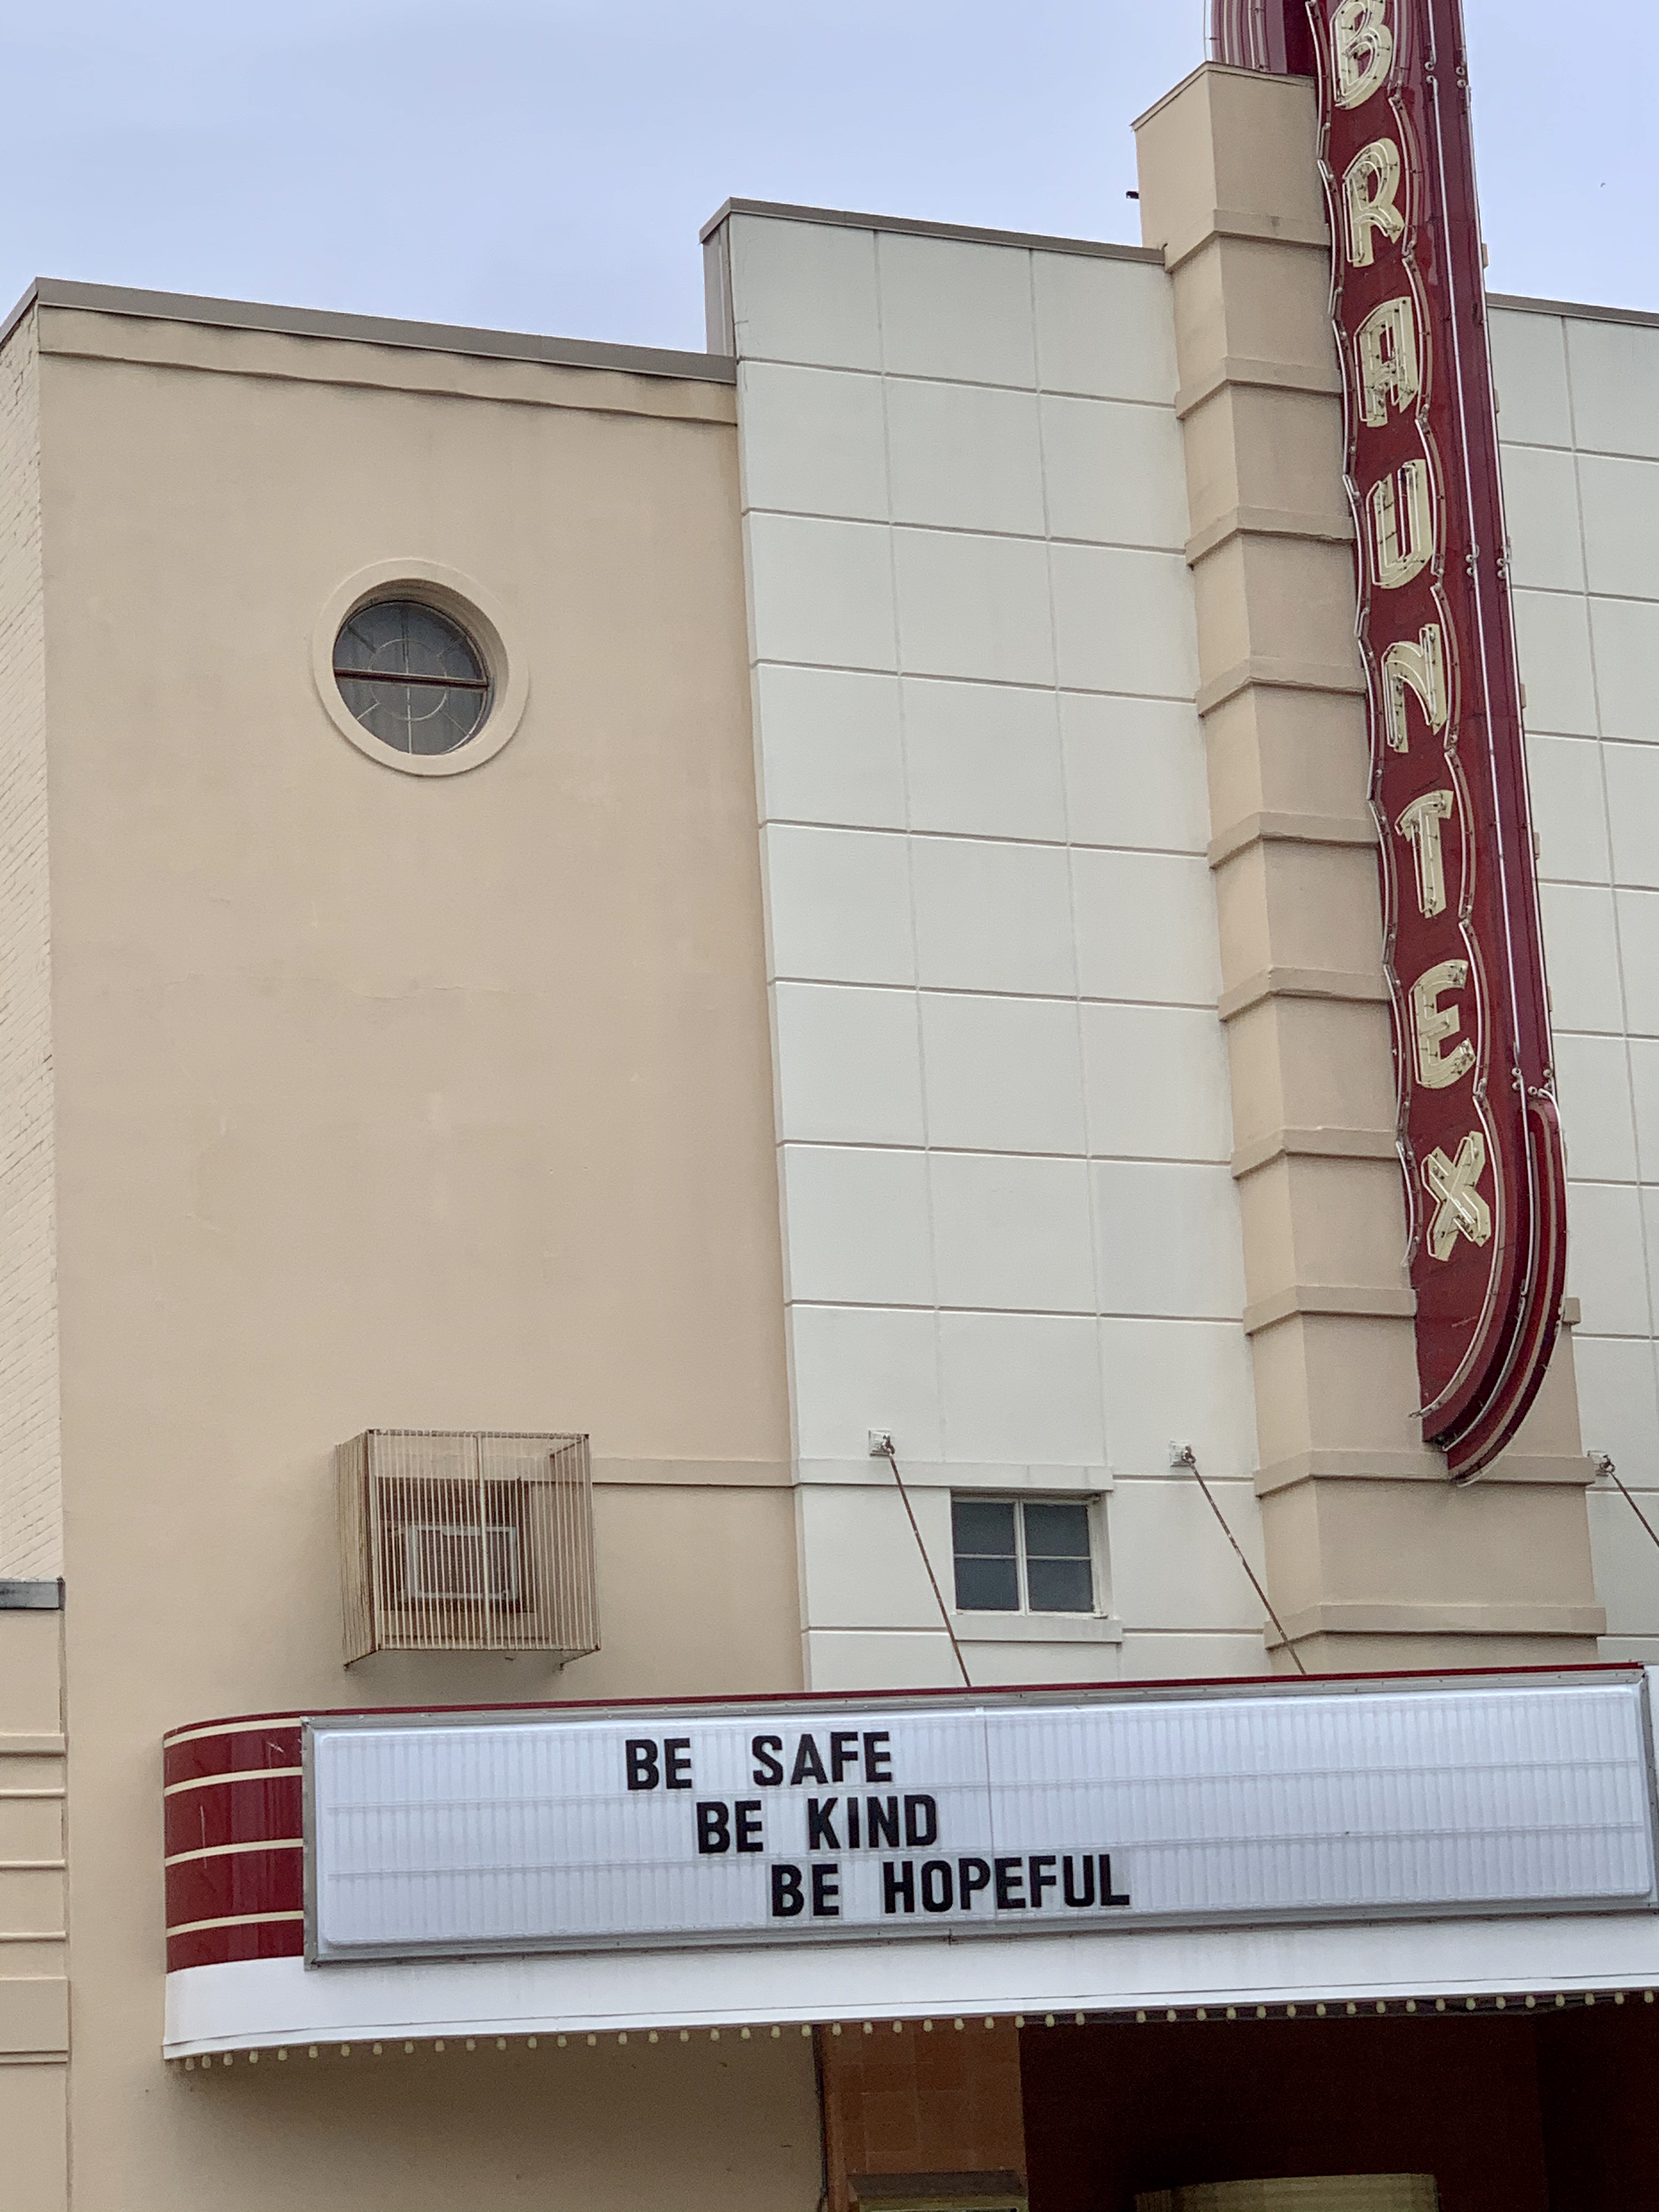 BRAUNTEX
BE SAFE
BE KIND
BE HOPEFUL